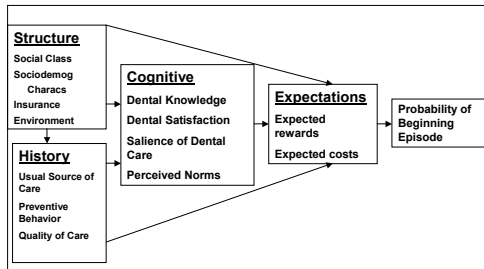 Structure
Social Class
Sociodemog
Characs
Insurance
Environment
History
Usual Source of
Care
Preventive
Behavior
Quality of Care
Cognitive
Dental Knowledge
Dental Satisfaction
Salience of Dental
Care
Perceived Norms
Expectations
Expected
rewards
Expected costs
Probability of
Beginning
Episode